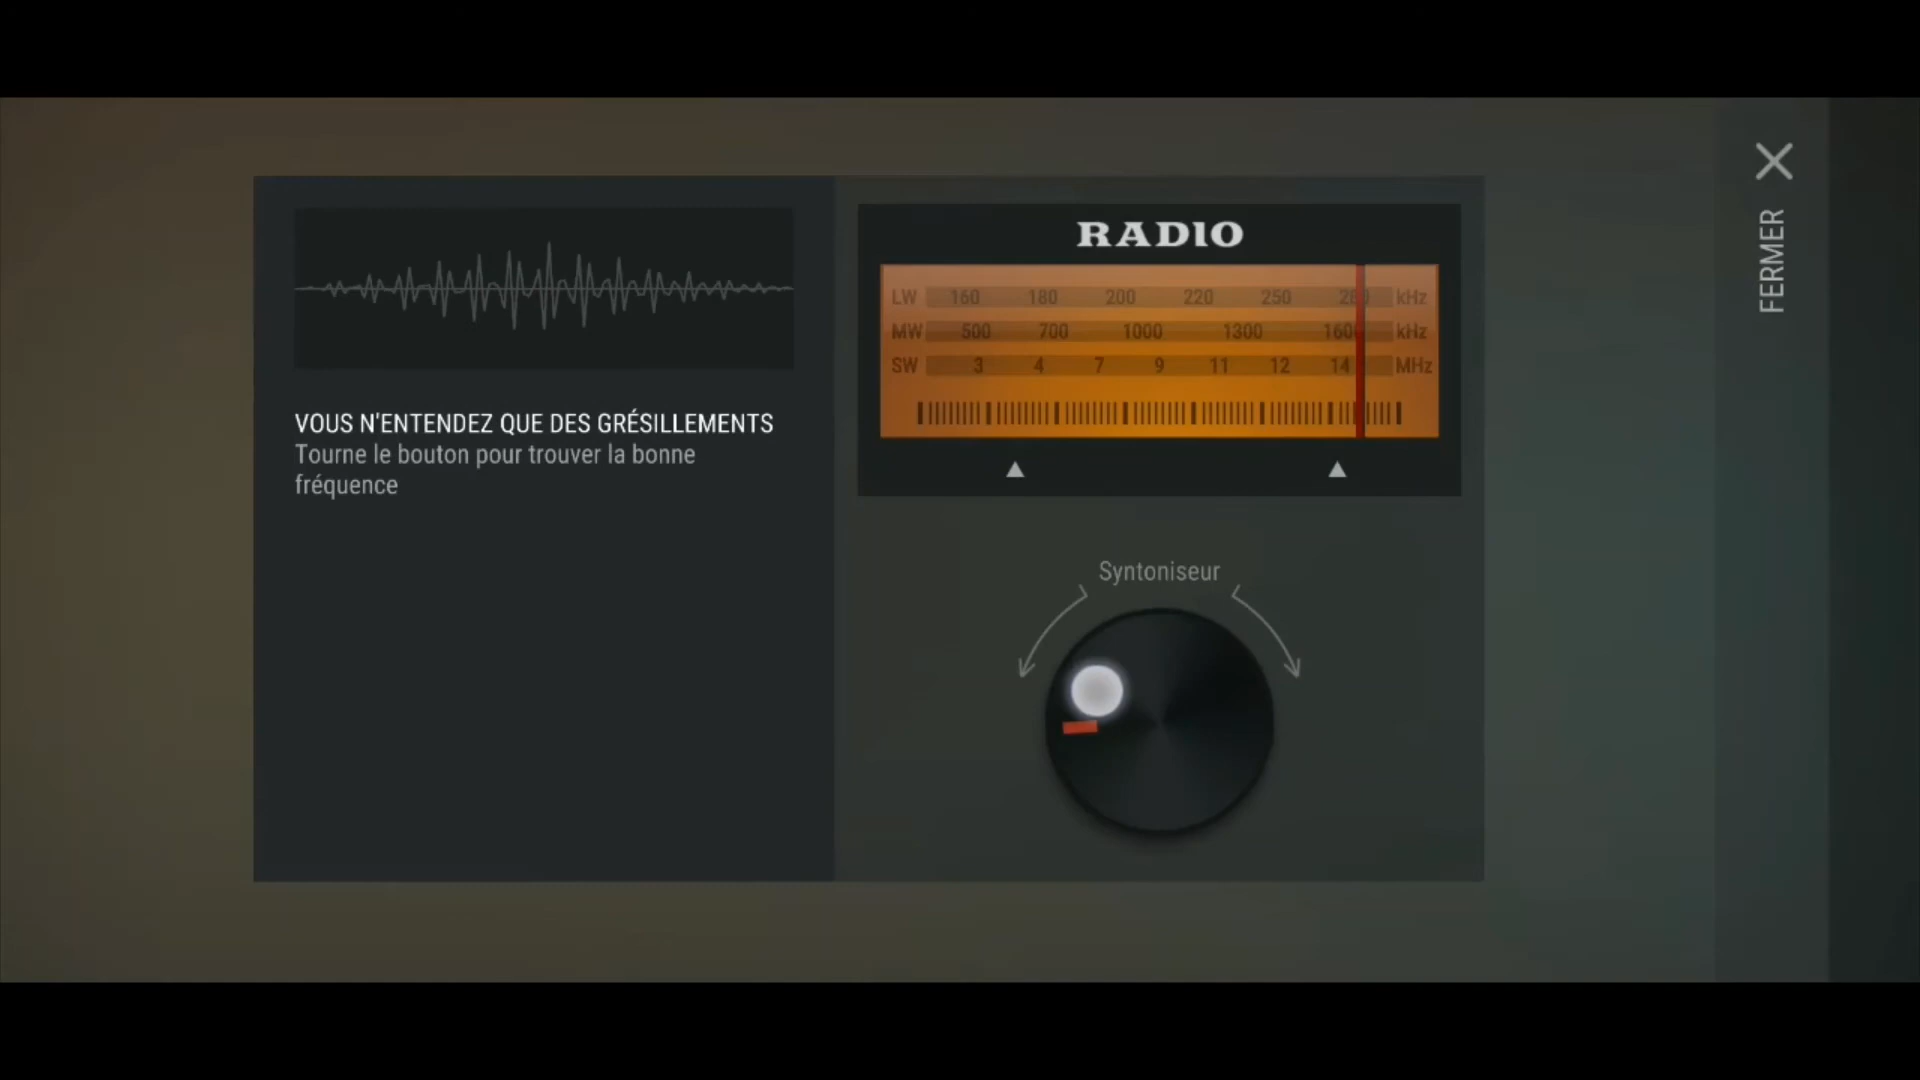 VOUS N'ENTENDEZ QUE DES GRÉSILLEMENTS
Tourne le bouton pour trouver la bonne
fréquence
RADIO
LW 160 180 200 220 250 280 kHz
MW 500 700 1000 1300 1600 kHz
SW 3 4 7 9 11 12 14 MHz
Syntoniseur
FERMER